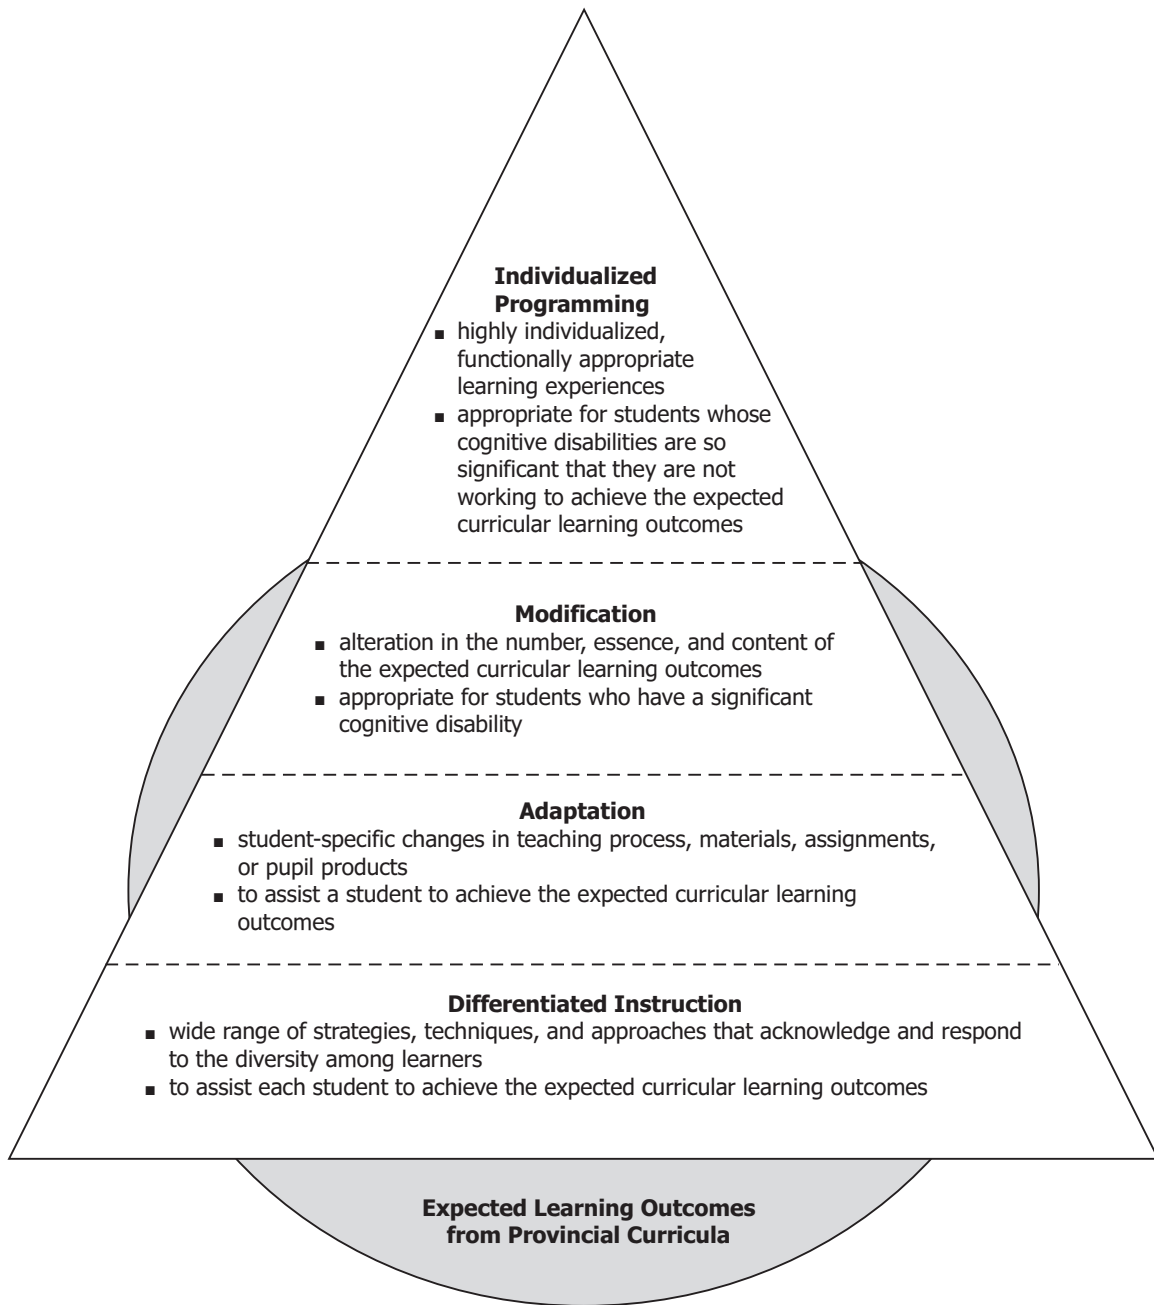 Individualized
Programming
▪ highly individualized,
functionally appropriate
learning experiences
▪ appropriate for students whose
cognitive disabilities are so
significant that they are not
working to achieve the expected
curricular learning outcomes
Modification
▪ alteration in the number, essence, and content of
the expected curricular learning outcomes
▪ appropriate for students who have a significant
cognitive disability
Adaptation
▪ student-specific changes in teaching process, materials, assignments,
or pupil products
▪ to assist a student to achieve the expected curricular learning
outcomes
Differentiated Instruction
▪ wide range of strategies, techniques, and approaches that acknowledge and respond
to the diversity among learners
▪ to assist each student to achieve the expected curricular learning outcomes
Expected Learning Outcomes
from Provincial Curricula